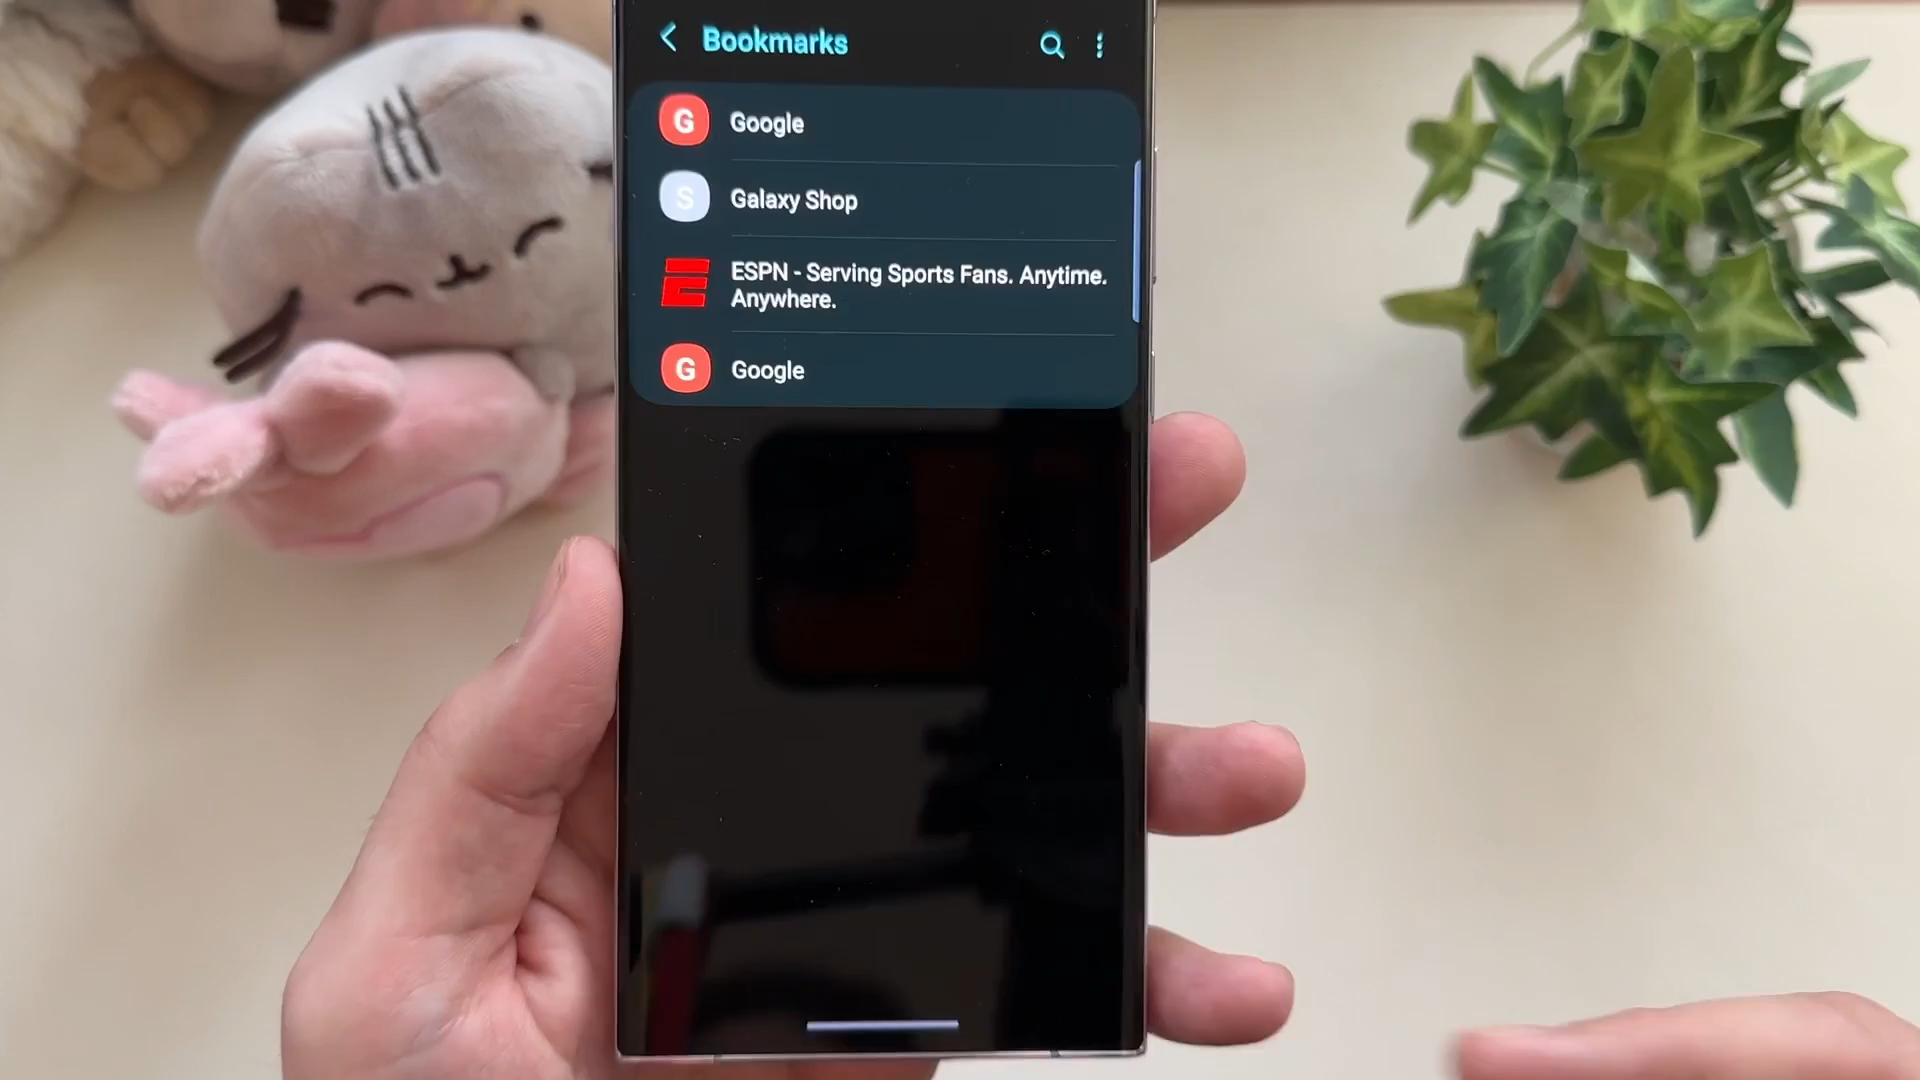 Bookmarks
G Google
S Galaxy Shop
ESPN - Serving Sports Fans. Anytime.
Anywhere.
G Google